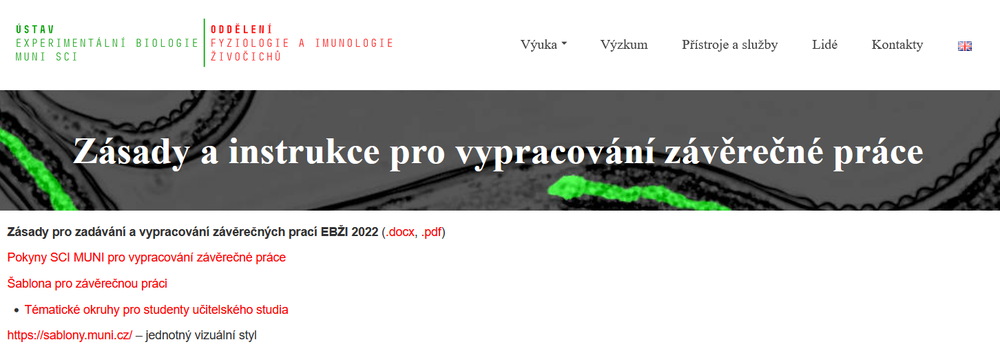 ÚSTAV
EXPERIMENTÁLNÍ BIOLOGIE
MUNI SCI
ODDĚLENÍ
FYZIOLOGIE A IMUNOLOGIE
ŽIVOČICHŮ
Výuka
Výzkum
Přístroje a služby
Lidé
Kontakty
Zásady a instrukce pro vypracování závěrečné práce
Zásady pro zadávání a vypracování závěrečných prací EBŽI 2022 (.docx, .pdf)
Pokyny SCI MUNI pro vypracování závěrečné práce
Šablona pro závěrečnou práci
• Tématické okruhy pro studenty učitelského studia
https://sablony.muni.cz/ – jednotný vizuální styl